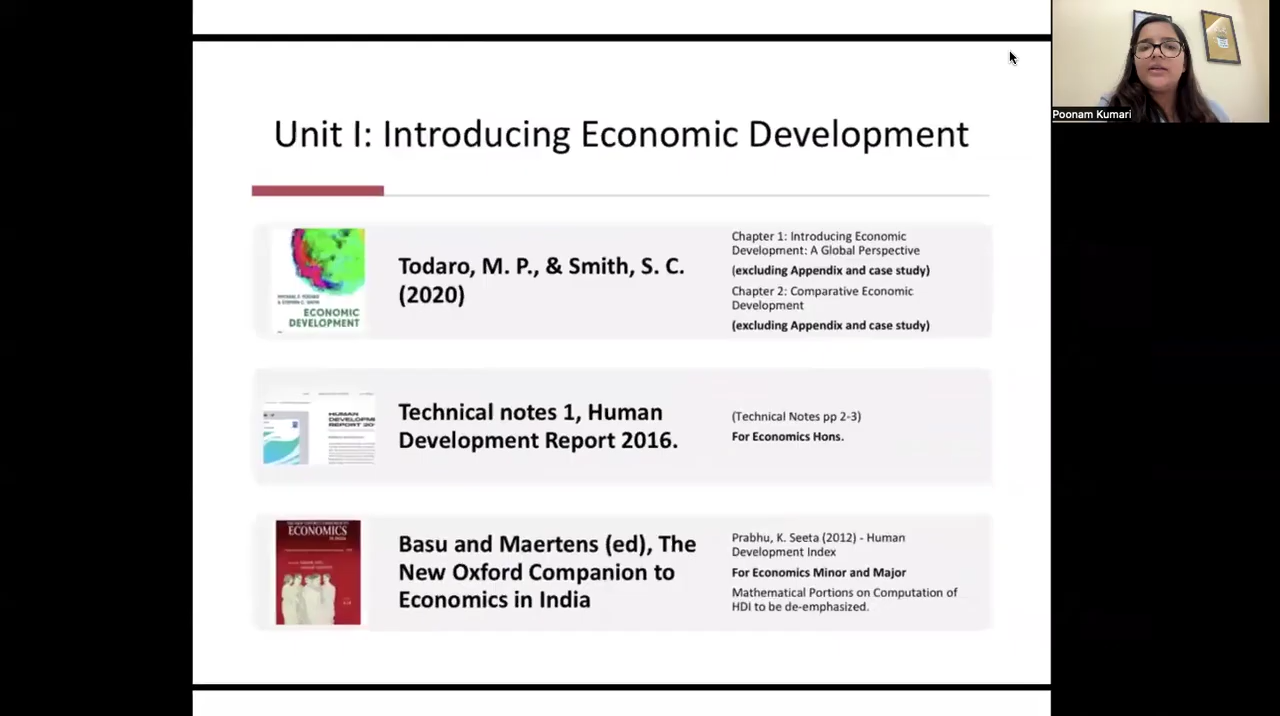 Unit I: Introducing Economic Development
ECONOMIC
DEVELOPMENT
Todaro, M. P., & Smith, S. C.
(2020)
Chapter 1: Introducing Economic
Development: A Global Perspective
(excluding Appendix and case study)
Chapter 2: Comparative Economic
Development
(excluding Appendix and case study)
HUMAN
Technical notes 1, Human
Development Report 2016.
(Technical Notes pp 2-3)
For Economics Hons.
ECONOMICS
Basu and Maertens (ed), The
New Oxford Companion to
Economics in India
Prabhu, K. Seeta (2012) - Human
Development Index
For Economics Minor and Major
Mathematical Portions on Computation of
HDI to be de-emphasized.
Poonam Kumari